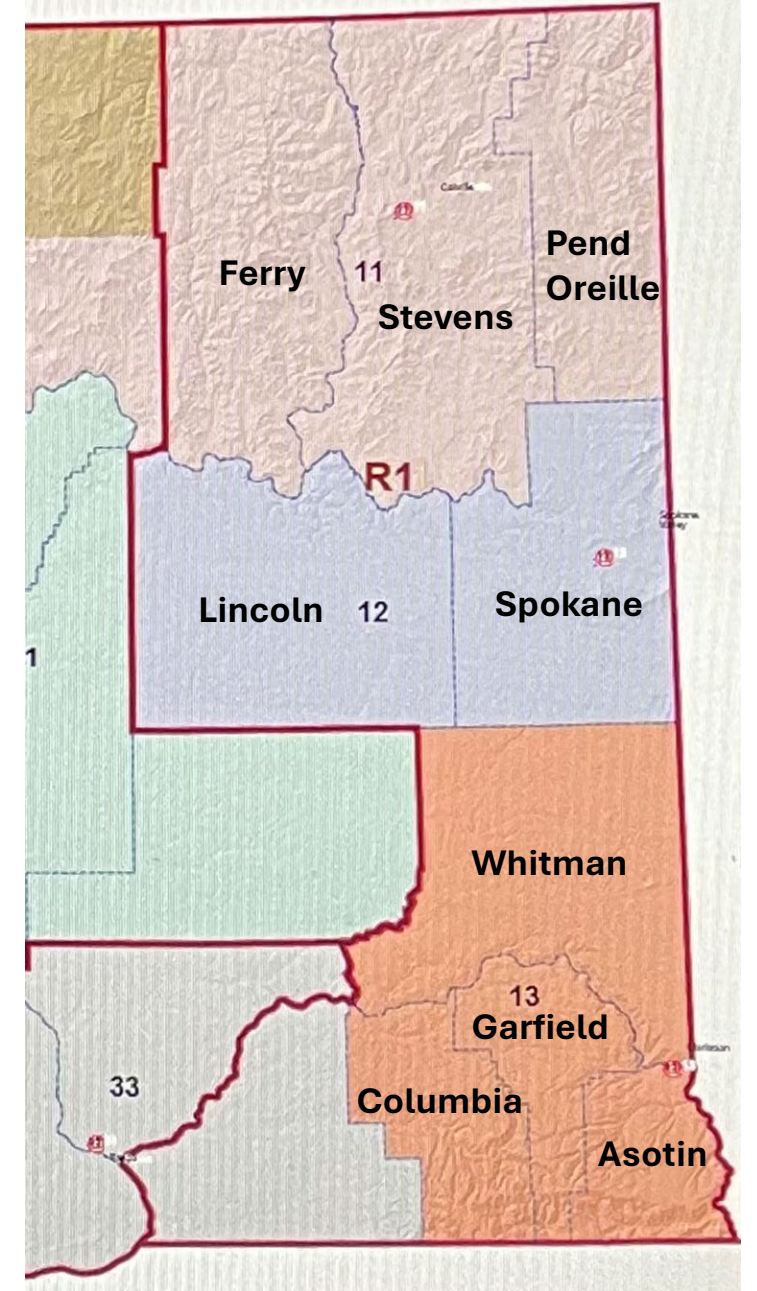 Ferry
11
Stevens
Pend
Oreille
R1
Lincoln
12
Spokane
1
Whitman
13
Garfield
33
Columbia
Asotin